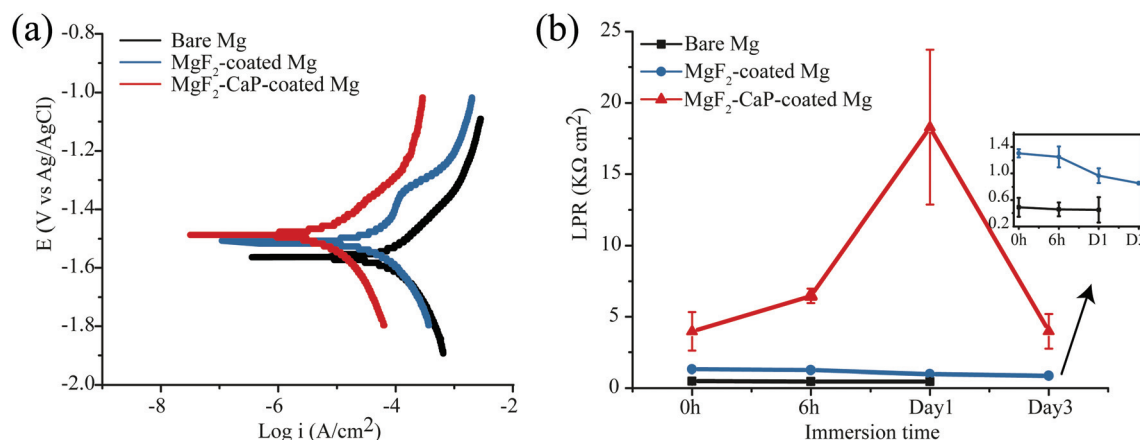 (a)
Bare Mg
MgF₂-coated Mg
MgF₂-CaP-coated Mg
E (V vs Ag/AgCl)
-0.8
-1.0
-1.2
-1.4
-1.6
-1.8
-2.0
-8
-6
-4
-2
Log i (A/cm²)
(b)
Bare Mg
MgF₂-coated Mg
MgF₂-CaP-coated Mg
LPR (KΩ cm²)
25
20
15
10
5
0
0h
6h
Day1
Day3
Immersion time
1.4
1.0
0.6
0.2
0h
6h
D1